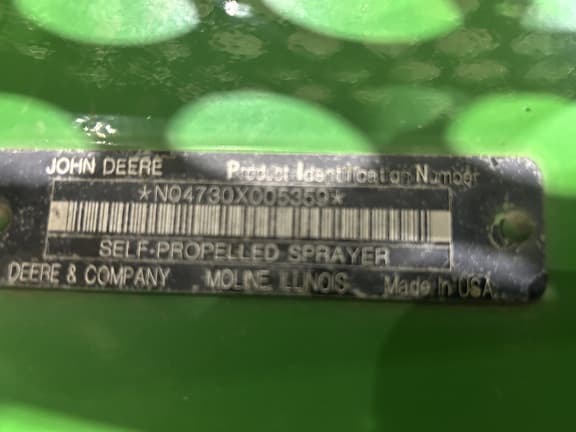 JOHN DEERE Product Identification Number
*N04730X005359*
SELF-PROPELLED SPRAYER
DEERE & COMPANY MOLINE, ILLINOIS Made In USA